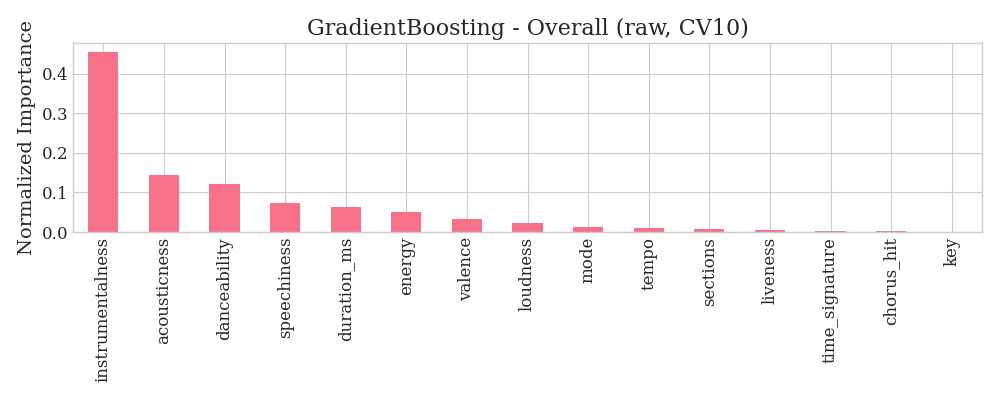 GradientBoosting - Overall (raw, CV10)
Normalized Importance
0.4
0.3
0.2
0.1
0.0
instrumentalness
acousticness
danceability
speechiness
duration_ms
energy
valence
loudness
mode
tempo
sections
liveness
time_signature
chorus_hit
key